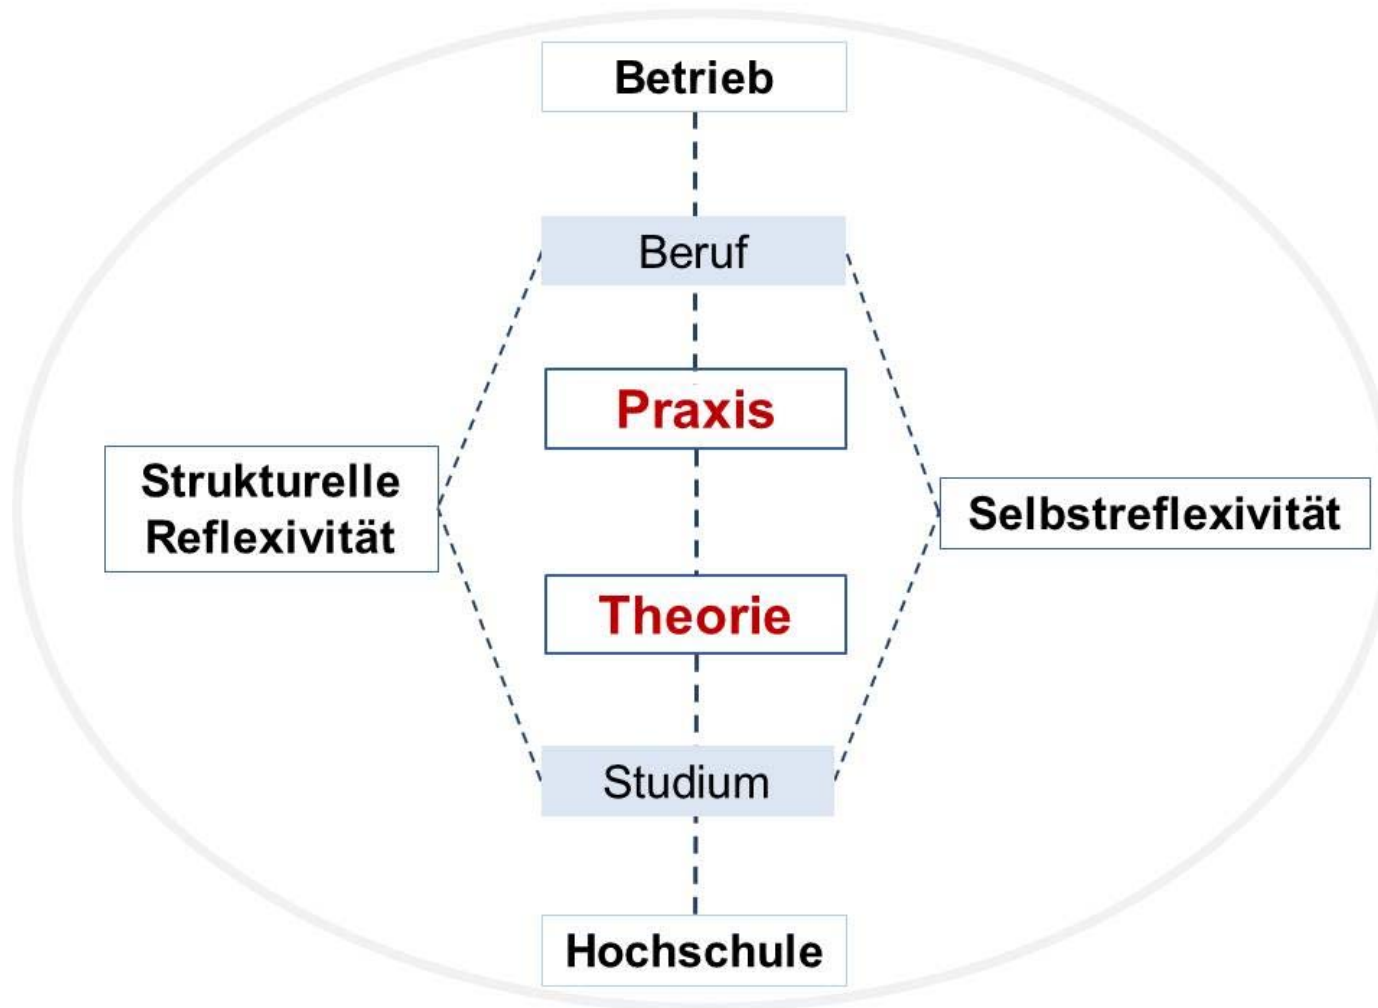 Betrieb
Beruf
Praxis
Strukturelle
Reflexivität
Selbstreflexivität
Theorie
Studium
Hochschule